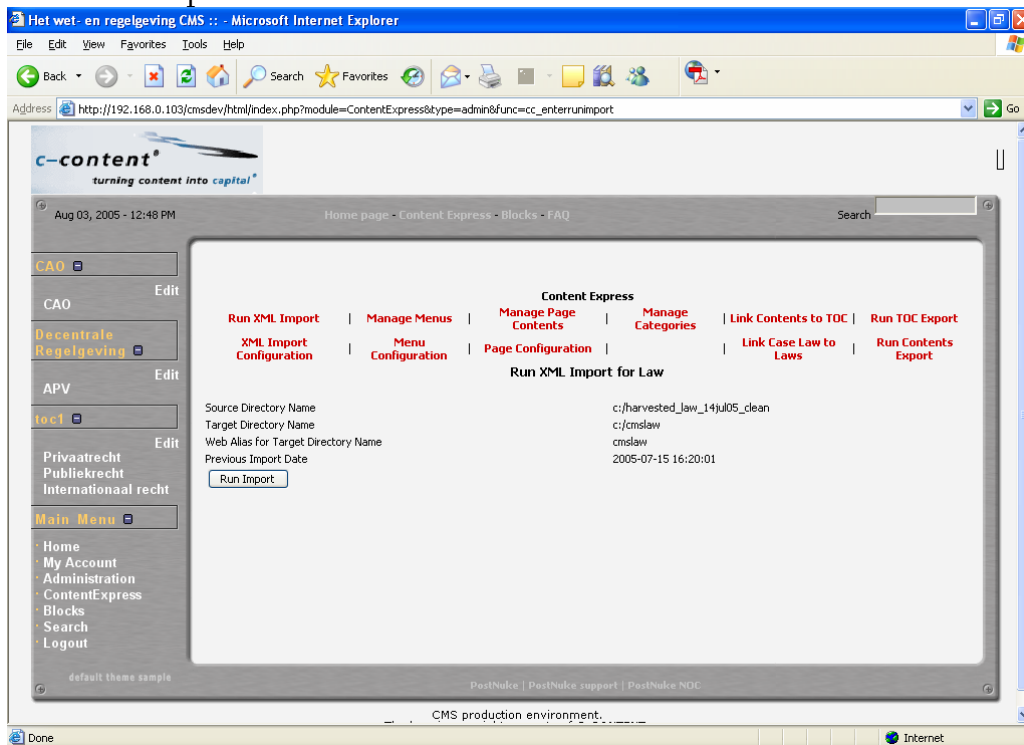 Het wet- en regelgeving CMS :: - Microsoft Internet Explorer
File Edit View Favorites Tools Help
Back Search Favorites
Address http://192.168.0.103/cmsdev/html/index.php?module=ContentExpress&type=admin&func=cc_enterrunimport Go
c-content®
turning content into capital®
Aug 03, 2005 - 12:48 PM Home page - Content Express - Blocks - FAQ Search
CAO
Edit
CAO
Decentrale
Regelgeving
Edit
APV
toc1
Edit
Privaatrecht
Publiekrecht
Internationaal recht
Main Menu
· Home
· My Account
· Administration
· ContentExpress
· Blocks
· Search
· Logout
default theme sample
Content Express
Run XML Import | Manage Menus | Manage Page Contents | Manage Categories | Link Contents to TOC | Run TOC Export
XML Import Configuration | Menu Configuration | Page Configuration | | Link Case Law to Laws | Run Contents Export
Run XML Import for Law
Source Directory Name c:/harvested_law_14jul05_clean
Target Directory Name c:/cmslaw
Web Alias for Target Directory Name cmslaw
Previous Import Date 2005-07-15 16:20:01
Run Import
PostNuke | PostNuke support | PostNuke NOC
CMS production environment.
Done Internet